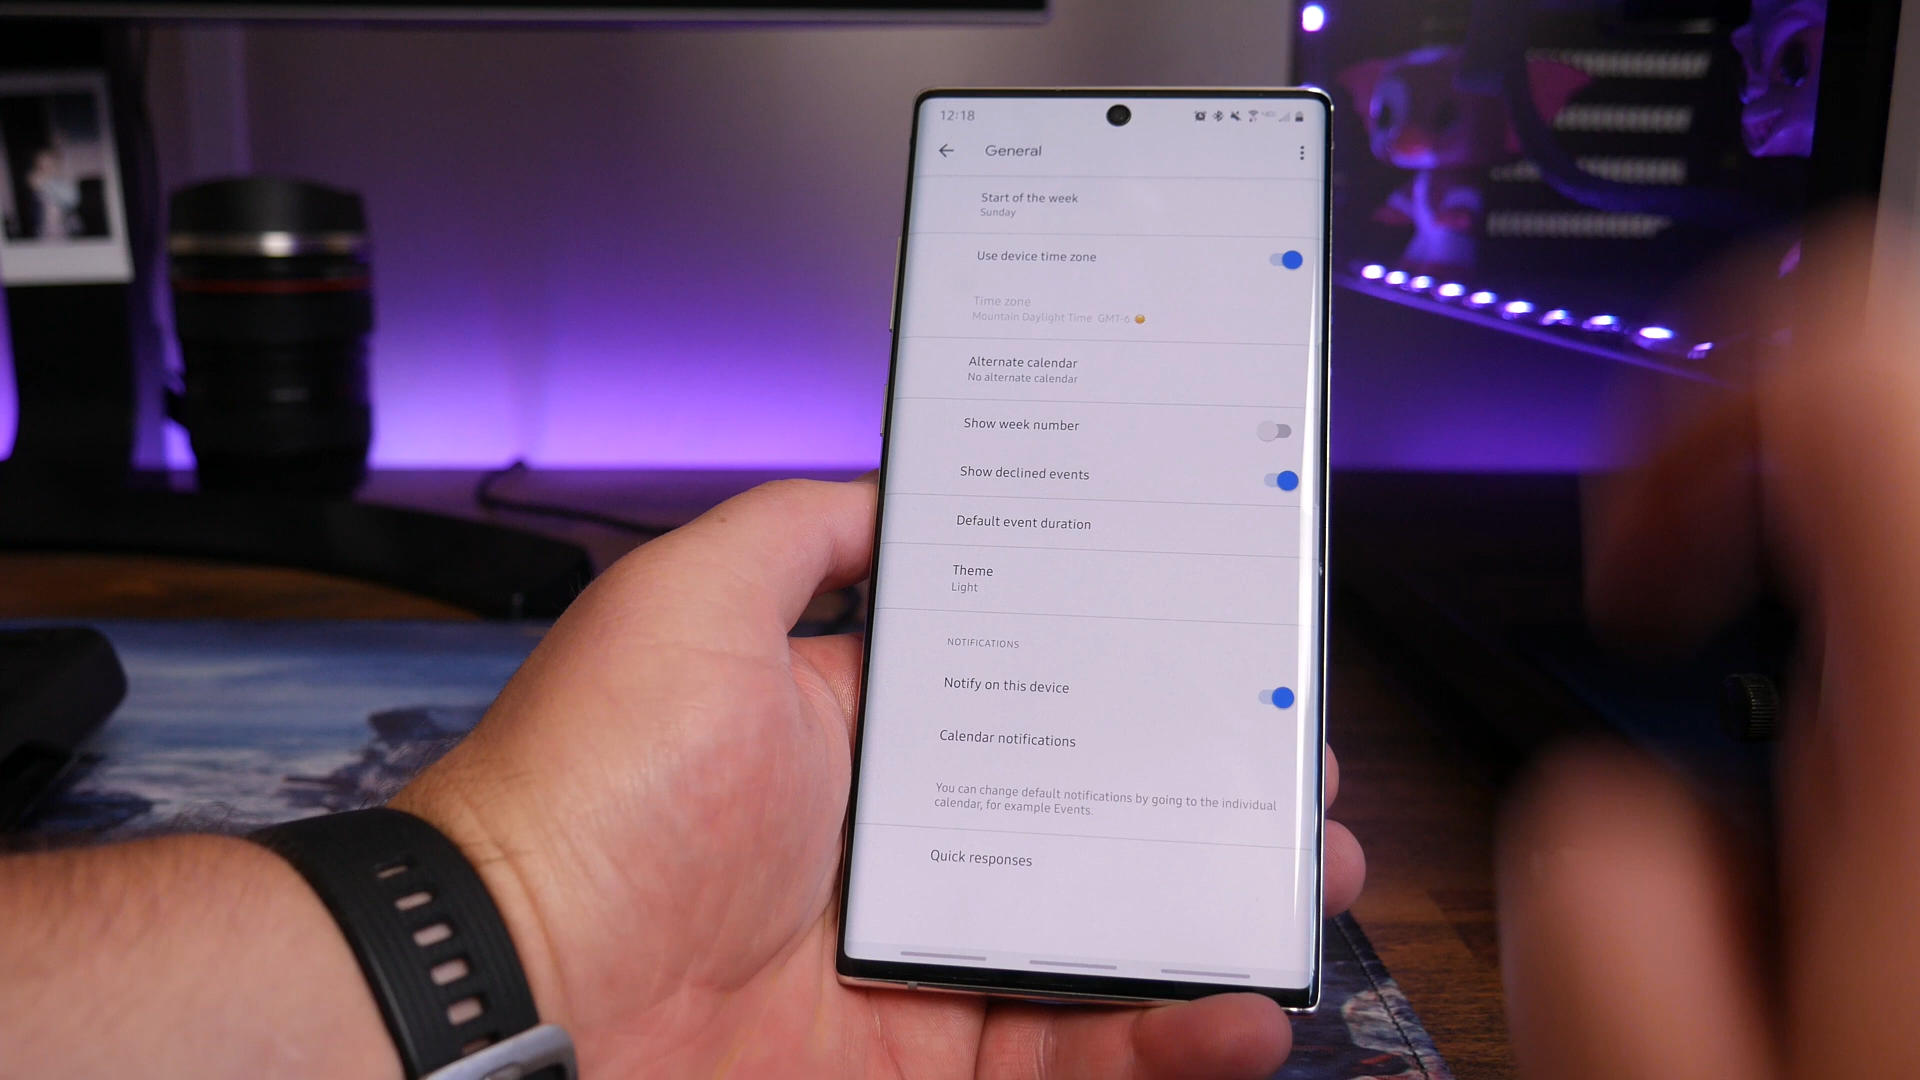 12:18
General
Start of the week
Sunday
Use device time zone
Time zone
Mountain Daylight Time GMT-6
Alternate calendar
No alternate calendar
Show week number
Show declined events
Default event duration
Theme
Light
NOTIFICATIONS
Notify on this device
Calendar notifications
You can change default notifications by going to the individual
calendar, for example Events.
Quick responses